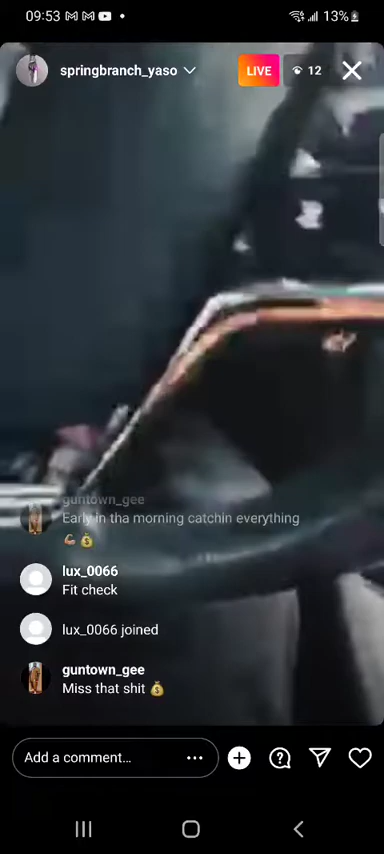 09:53
13%
springbranch_yaso
LIVE
12
guntown_gee
Early in tha morning catchin everything
💪🏽💰
lux_0066
Fit check
lux_0066 joined
guntown_gee
Miss that shit 💰
Add a comment...